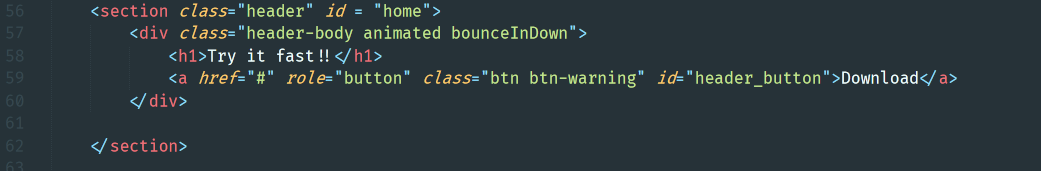 56 <section class="header" id = "home">
57 <div class="header-body animated bounceInDown">
58 <h1>Try it fast!!</h1>
59 <a href="#" role="button" class="btn btn-warning" id="header_button">Download</a>
60 </div>
61
62 </section>
63